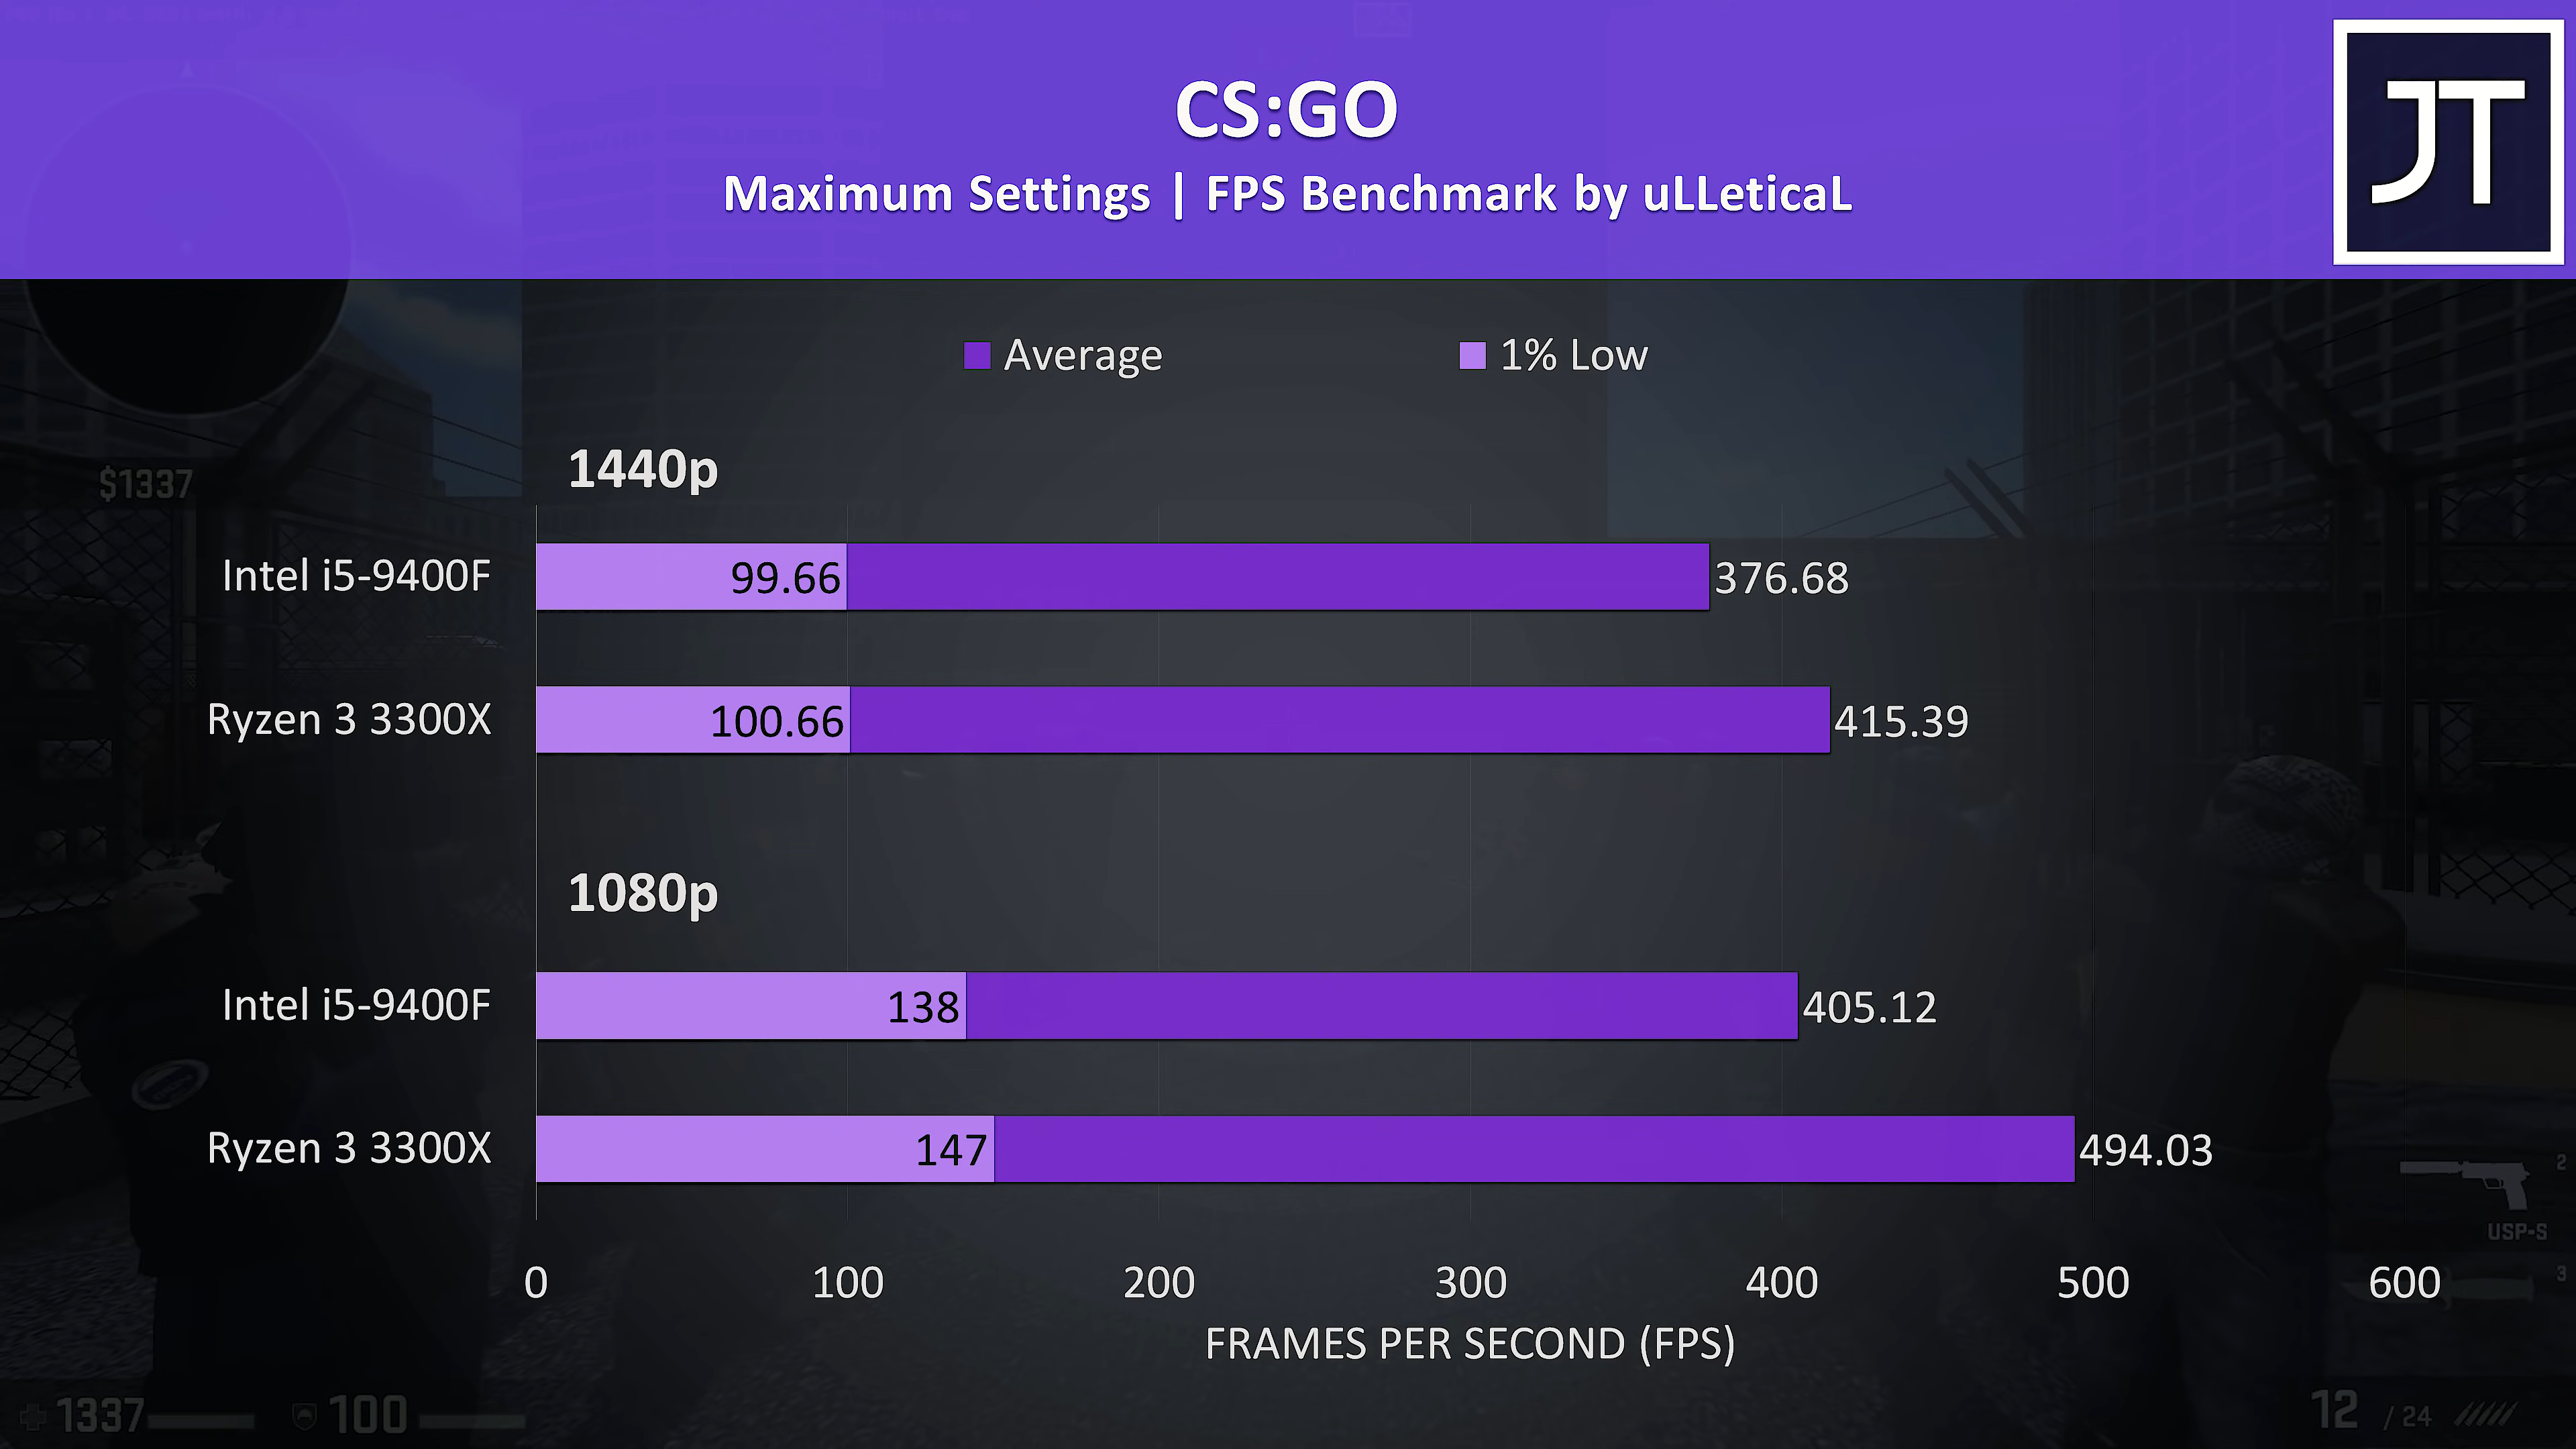 CS:GO
Maximum Settings | FPS Benchmark by uLLeticaL
JT
Average
1% Low
$1337
1440p
Intel i5-9400F
99.66
376.68
Ryzen 3 3300X
100.66
415.39
1080p
Intel i5-9400F
138
405.12
Ryzen 3 3300X
147
494.03
2
USP-S
3
0 100 200 300 400 500 600
FRAMES PER SECOND (FPS)
1337 100
12 / 24